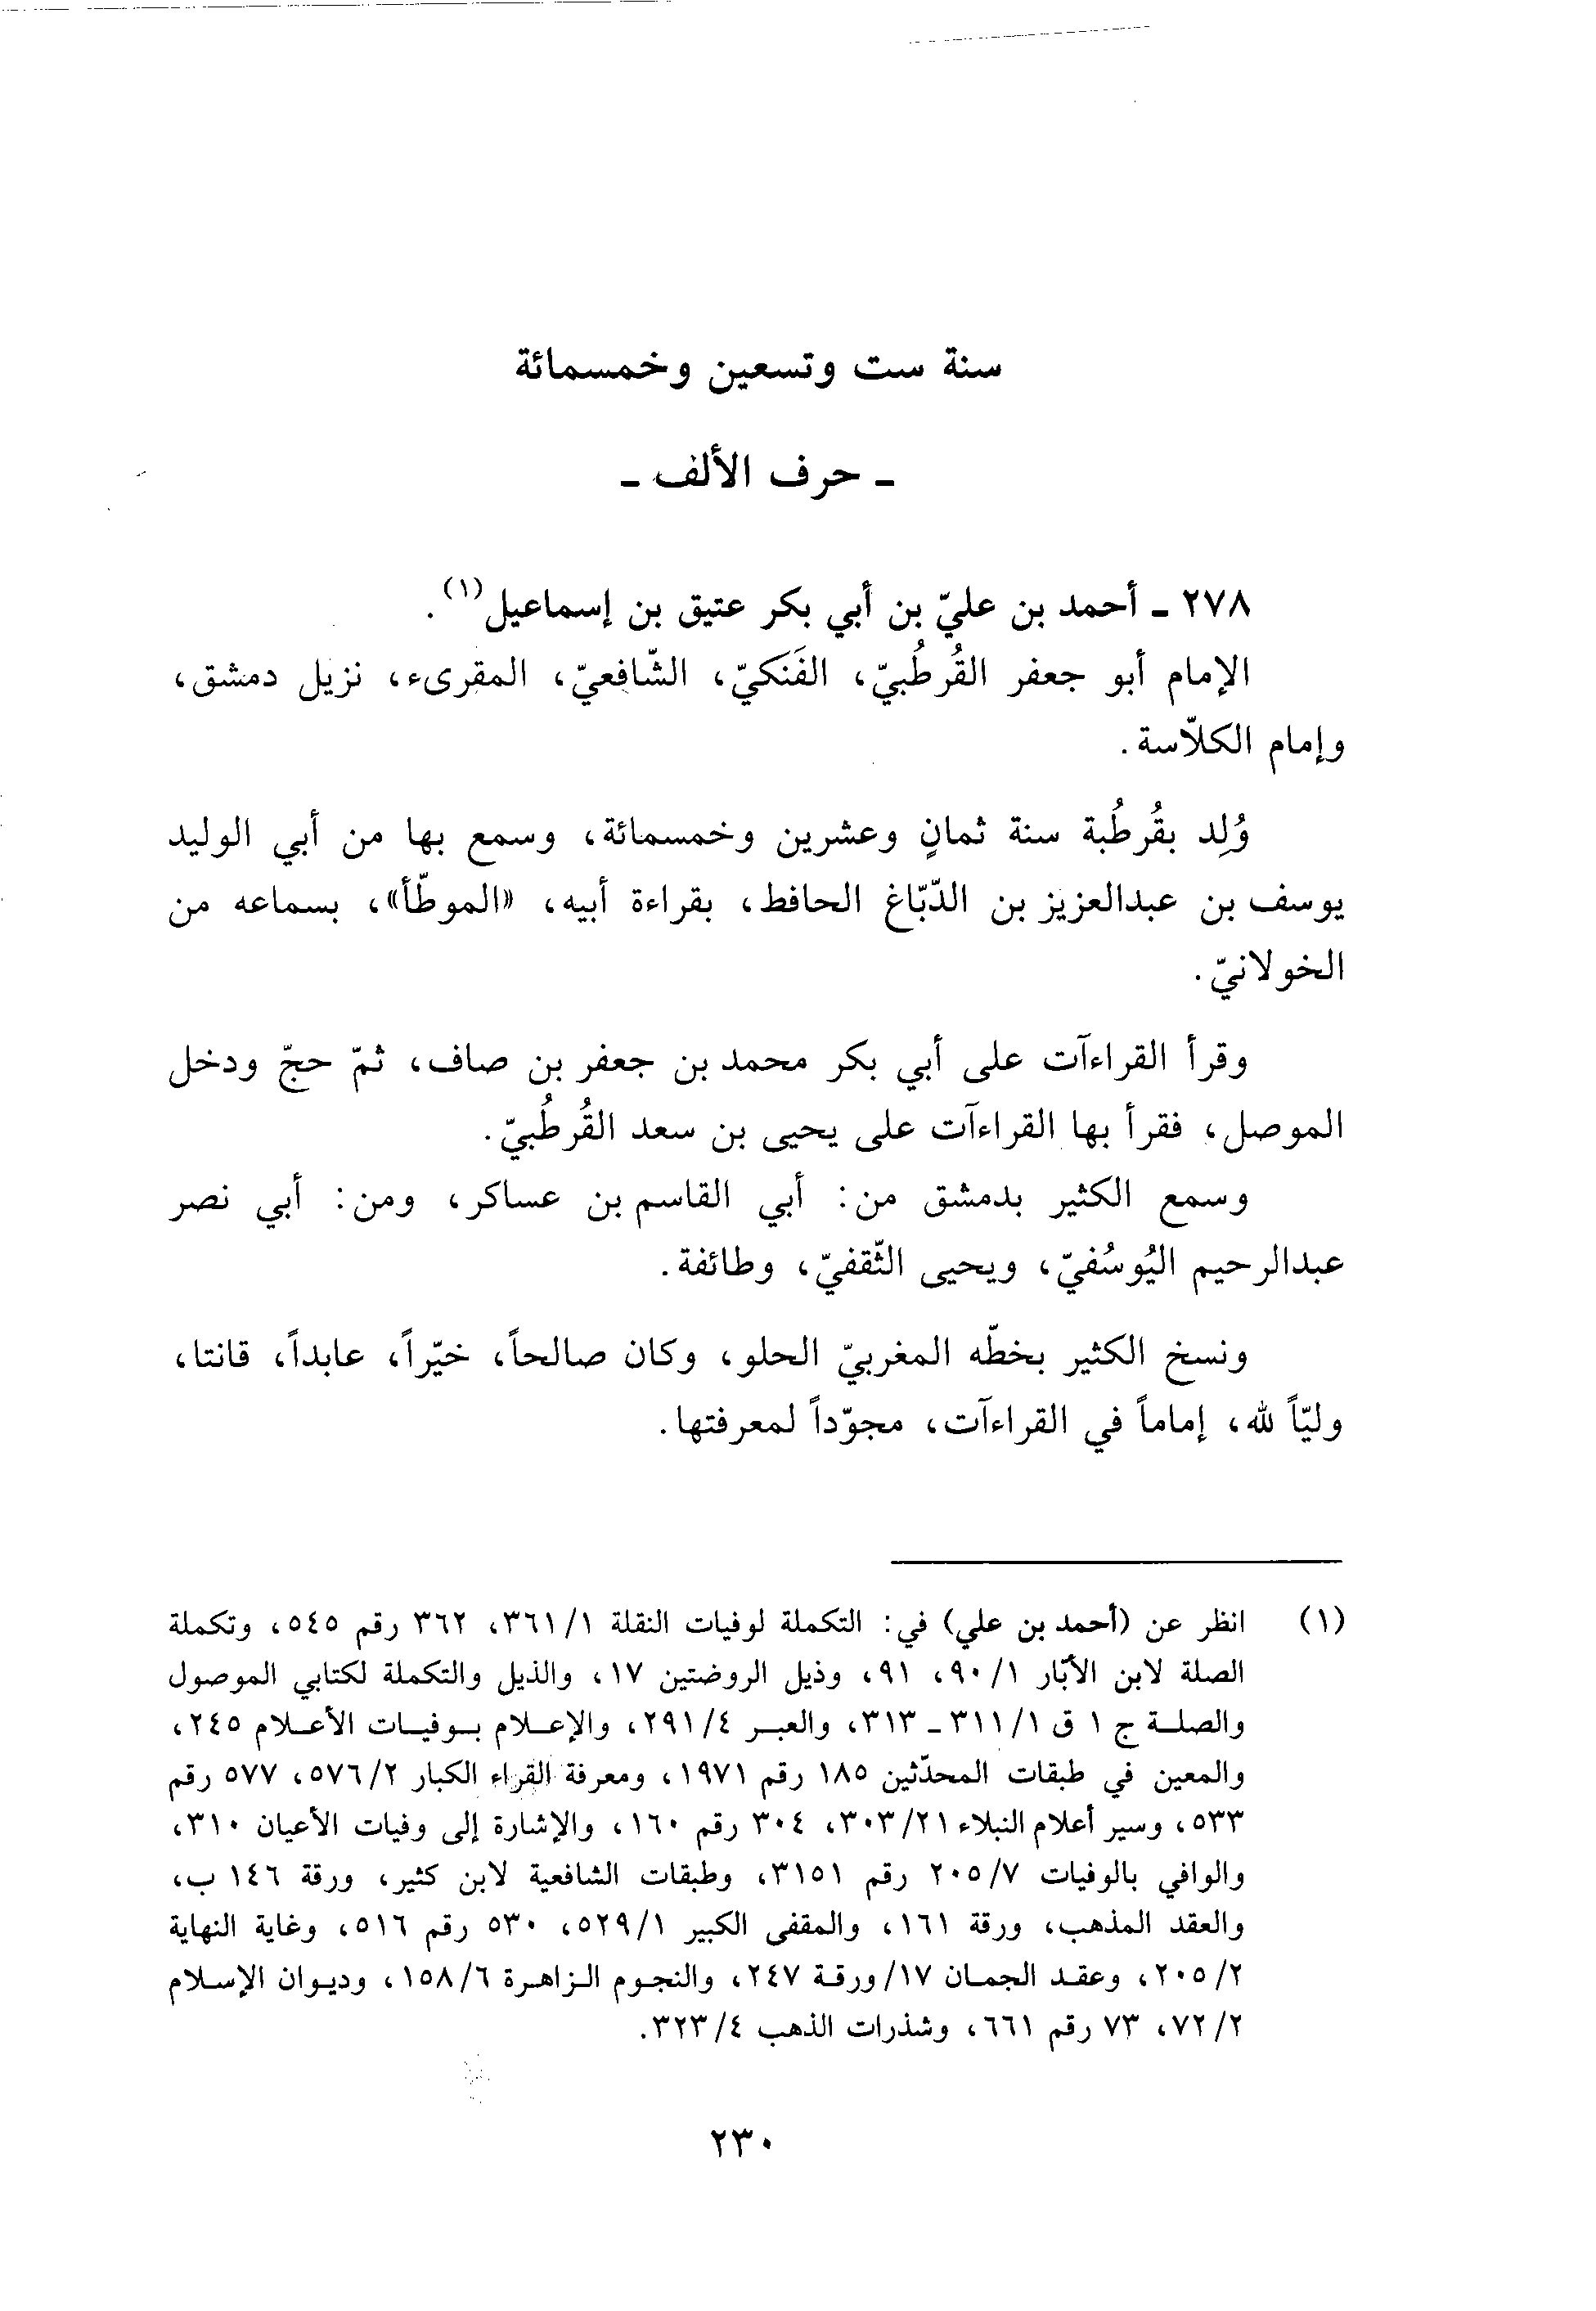 سنة ست وتسعين وخمسمائة
ـ حرف الألف ـ
٢٧٨ ـ أحمد بن عليّ بن أبي بكر عتيق بن إسماعيل(١).
الإمام أبو جعفر القُرطُبيّ، الفَنَكيّ، الشّافعيّ، المقرىء، نزيل دمشق،
وإمام الكلاّسة.
وُلِد بقُرطُبة سنة ثمانٍ وعشرين وخمسمائة، وسمع بها من أبي الوليد
يوسف بن عبدالعزيز بن الدّبّاغ الحافط، بقراءة أبيه، «الموطّأ»، بسماعه من
الخولانيّ.
وقرأ القراءآت على أبي بكر محمد بن جعفر بن صاف، ثمّ حجّ ودخل
الموصل، فقرأ بها القراءآت على يحيى بن سعد القُرطُبيّ.
وسمع الكثير بدمشق من: أبي القاسم بن عساكر، ومن: أبي نصر
عبدالرحيم اليُوسُفيّ، ويحيى الثّقفيّ، وطائفة.
ونسخ الكثير بخطّه المغربيّ الحلو، وكان صالحاً، خيّراً، عابداً، قانتا،
وليّاً لله، إماماً في القراءآت، مجوّداً لمعرفتها.
(١) انظر عن (أحمد بن علي) في: التكملة لوفيات النقلة ٣٦١/١، ٣٦٢ رقم ٥٤٥، وتكملة
الصلة لابن الأبّار ٩٠/١، ٩١، وذيل الروضتين ١٧، والذيل والتكملة لكتابي الموصول
والصلة ج ١ ق ٣١١/١ ـ ٣١٣، والعبر ٢٩١/٤، والإعلام بوفيات الأعلام ٢٤٥،
والمعين في طبقات المحدّثين ١٨٥ رقم ١٩٧١، ومعرفة القراء الكبار ٥٧٦/٢، ٥٧٧ رقم
٥٣٣، وسير أعلام النبلاء ٣٠٣/٢١، ٣٠٤ رقم ١٦٠، والإشارة إلى وفيات الأعيان ٣١٠،
والوافي بالوفيات ٢٠٥/٧ رقم ٣١٥١، وطبقات الشافعية لابن كثير، ورقة ١٤٦ ب،
والعقد المذهب، ورقة ١٦١، والمقفى الكبير ٥٢٩/١، ٥٣٠ رقم ٥١٦، وغاية النهاية
٢٠٥/٢، وعقد الجمان ١٧/ورقة ٢٤٧، والنجوم الزاهرة ١٥٨/٦، وديوان الإسلام
٧٢/٢، ٧٣ رقم ٦٦١، وشذرات الذهب ٣٢٣/٤.
٢٣٠